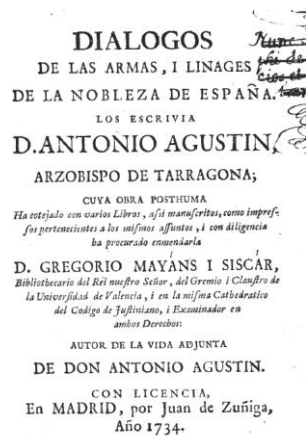 DIALOGOS
DE LAS ARMAS, I LINAGES
DE LA NOBLEZA DE ESPAÑA.
LOS ESCRIVIA
D. ANTONIO AGUSTIN,
ARZOBISPO DE TARRAGONA;
CUYA OBRA POSTHUMA
Ha cotejado con varios Libros, assi manuscritos, como impres-
sos pertenecientes a los mismos assuntos, i con diligencia
ha procurado enmendarla
D. GREGORIO MAYÁNS I SISCÁR,
Bibliothecario del Rèi nuestro Señor, del Gremio i Claustro de
la Universidad de Valencia, i en la misma Cathedratico
del Codigo de Justiniano, i Examinador en
ambos Derechos:
AUTOR DE LA VIDA ADJUNTA
DE DON ANTONIO AGUSTIN.
CON LICENCIA,
En MADRID, por Juan de Zuñiga,
Año 1734.